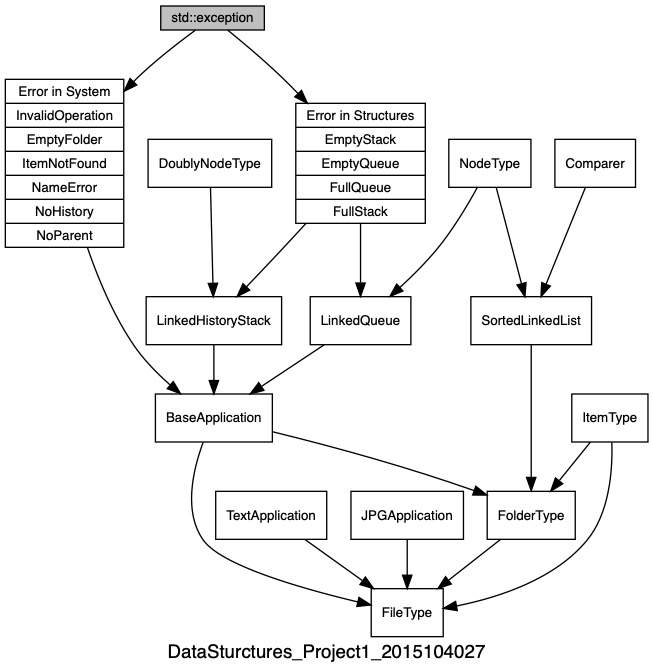 std::exception
Error in System
InvalidOperation
EmptyFolder
ItemNotFound
NameError
NoHistory
NoParent
Error in Structures
EmptyStack
EmptyQueue
FullQueue
FullStack
DoublyNodeType
NodeType
Comparer
LinkedHistoryStack
LinkedQueue
SortedLinkedList
BaseApplication
ItemType
TextApplication
JPGApplication
FolderType
FileType
DataSturctures_Project1_2015104027